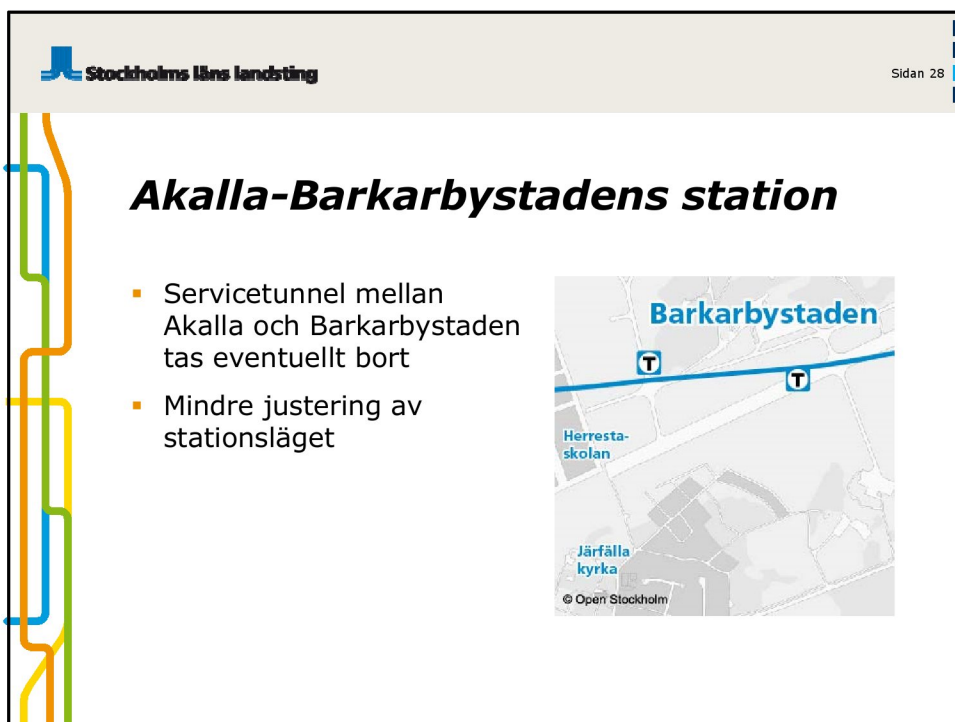 Stockholms läns landsting
Sidan 28
Akalla-Barkarbystadens station
▪ Servicetunnel mellan
Akalla och Barkarbystaden
tas eventuellt bort
▪ Mindre justering av
stationsläget
Barkarbystaden
T
T
Herresta-
skolan
Järfälla
kyrka
© Open Stockholm